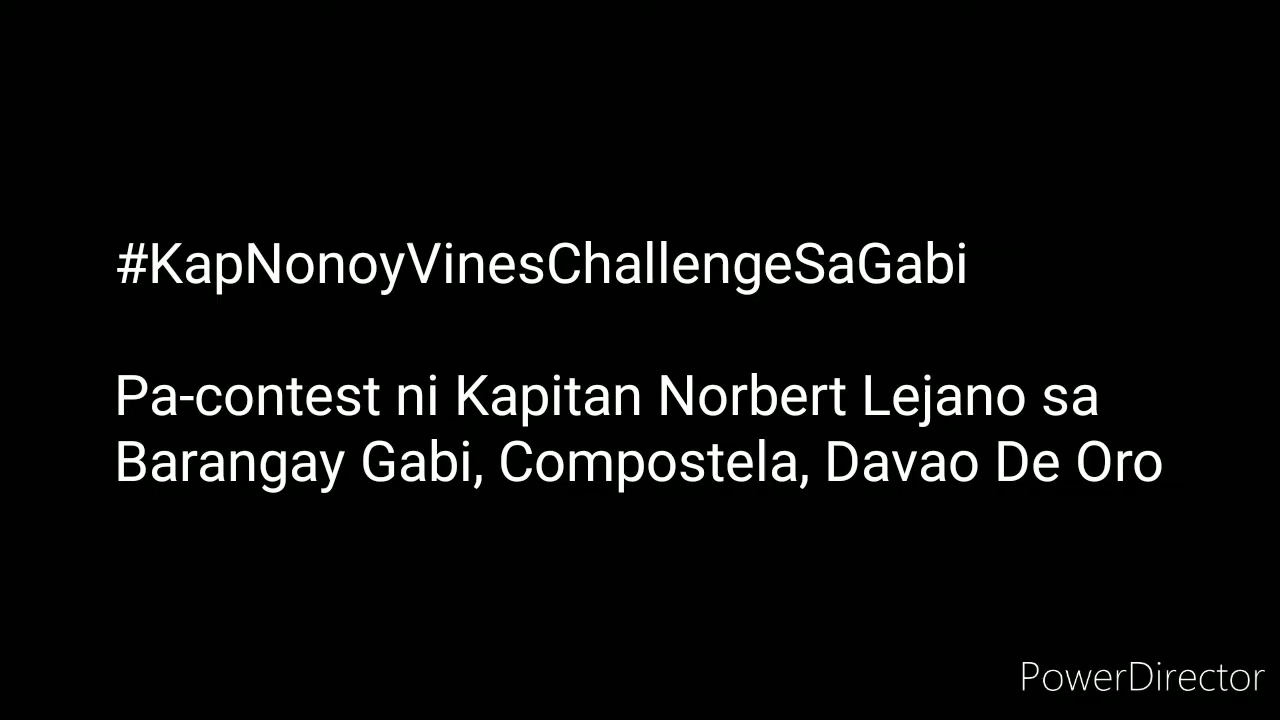 #KapNonoyVinesChallengeSaGabi
Pa-contest ni Kapitan Norbert Lejano sa
Barangay Gabi, Compostela, Davao De Oro
PowerDirector